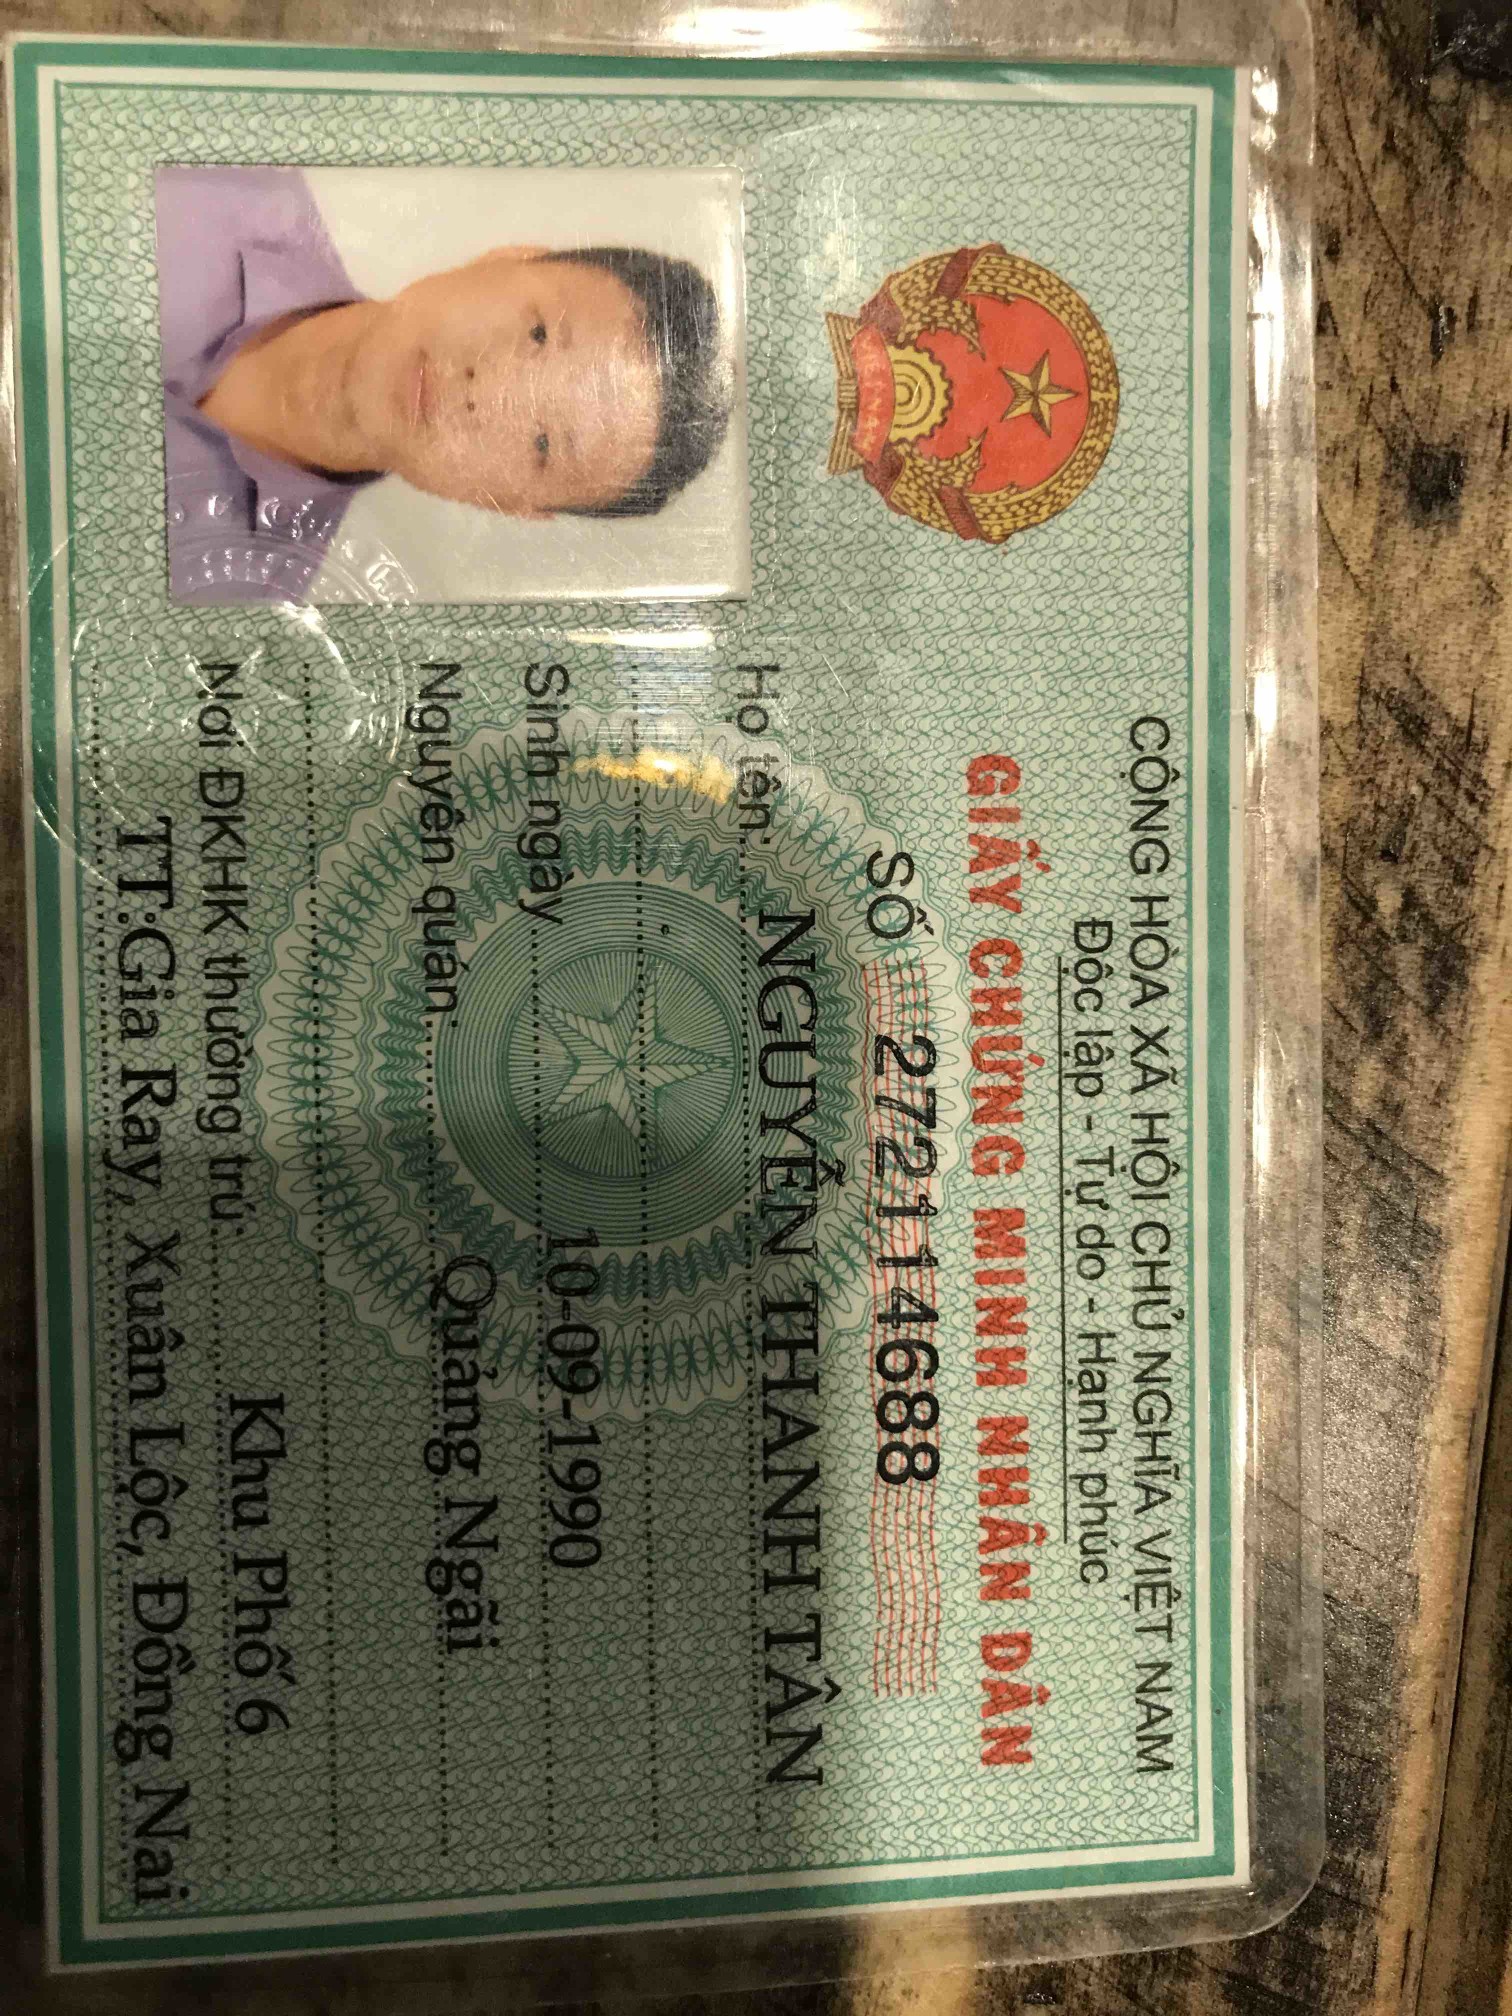 CỘNG HÒA XÃ HỘI CHỦ NGHĨA VIỆT NAM
Độc lập - Tự do - Hạnh phúc
GIẤY CHỨNG MINH NHÂN DÂN
SỐ 272114688
Họ tên: NGUYỄN THANH TÂN
Sinh ngày 10-09-1990
Nguyên quán Quảng Ngãi
Nơi ĐKHK thường trú Khu Phố 6
TT:Gia Ray, Xuân Lộc, Đồng Nai
VIỆT NAM